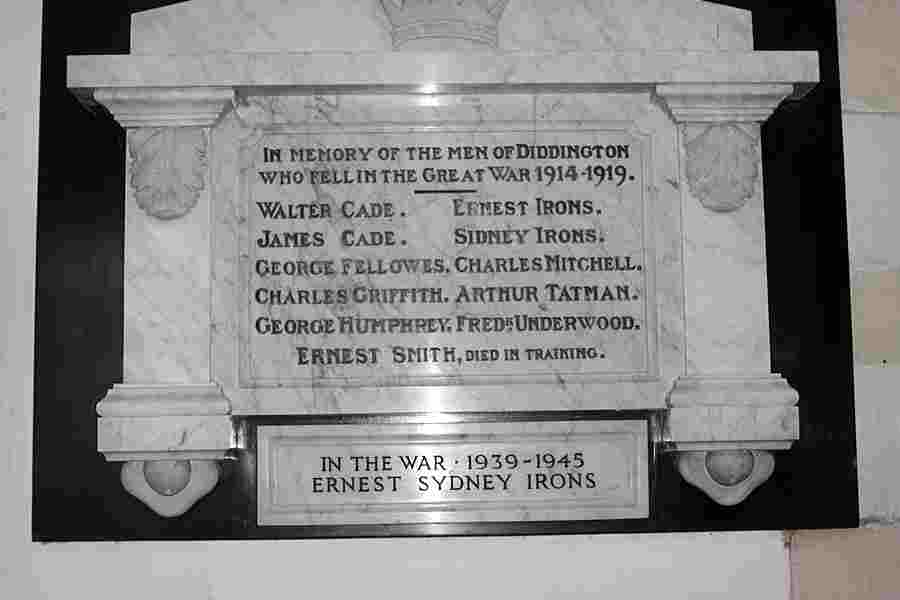 IN MEMORY OF THE MEN OF DIDDINGTON
WHO FELL IN THE GREAT WAR 1914-1919.
WALTER CADE. ERNEST IRONS.
JAMES CADE. SIDNEY IRONS.
GEORGE FELLOWES. CHARLES MITCHELL.
CHARLES GRIFFITH. ARTHUR TATMAN.
GEORGE HUMPHREY. FREDK UNDERWOOD.
ERNEST SMITH, DIED IN TRAINING.
IN THE WAR · 1939-1945
ERNEST SYDNEY IRONS